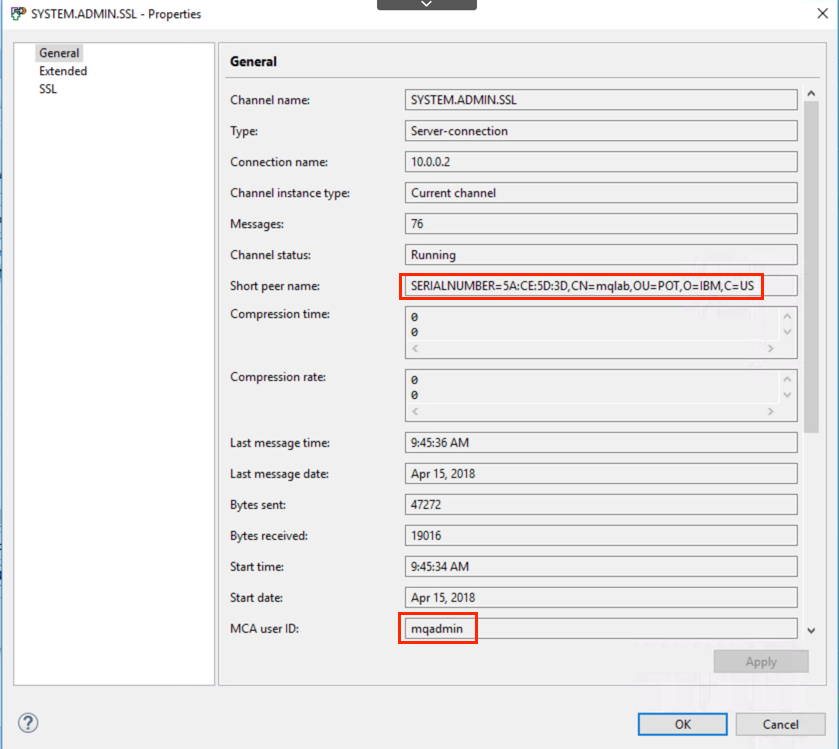 SYSTEM.ADMIN.SSL - Properties
General
Extended
SSL
General
Channel name: SYSTEM.ADMIN.SSL
Type: Server-connection
Connection name: 10.0.0.2
Channel instance type: Current channel
Messages: 76
Channel status: Running
Short peer name: SERIALNUMBER=5A:CE:5D:3D,CN=mqlab,OU=POT,O=IBM,C=US
Compression time: 0
0
Compression rate: 0
0
Last message time: 9:45:36 AM
Last message date: Apr 15, 2018
Bytes sent: 47272
Bytes received: 19016
Start time: 9:45:34 AM
Start date: Apr 15, 2018
MCA user ID: mqadmin
Apply
OK Cancel